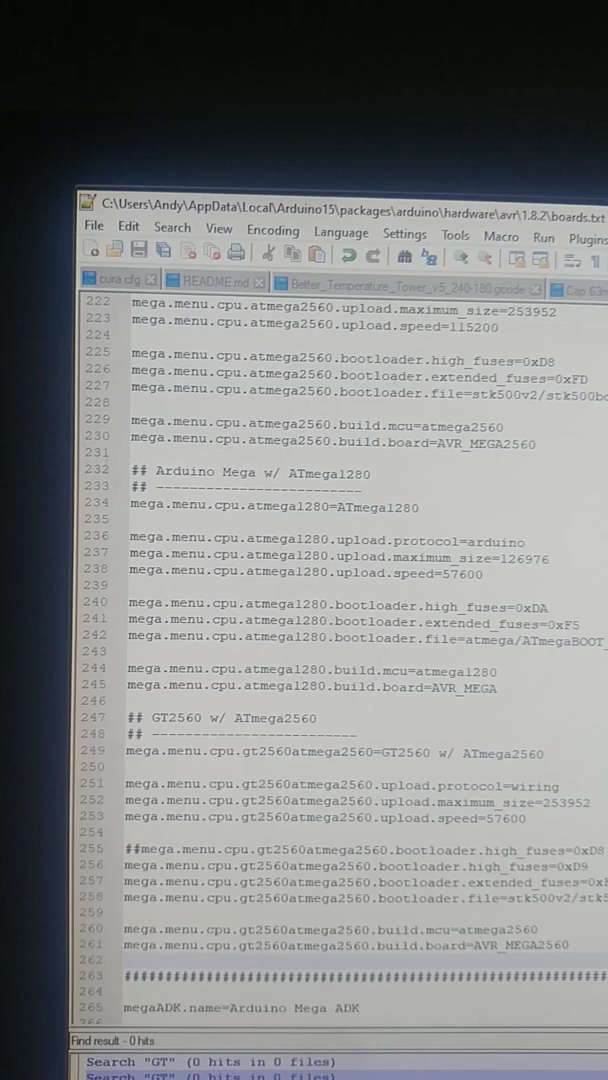 C:\Users\Andy\AppData\Local\Arduino15\packages\arduino\hardware\avr\1.8.2\boards.txt
File Edit Search View Encoding Language Settings Tools Macro Run Plugins
cura.cfg README.md Better_Temperature_Tower_v5_240-180.gcode Cap 63m
222 mega.menu.cpu.atmega2560.upload.maximum_size=253952
223 mega.menu.cpu.atmega2560.upload.speed=115200
224
225 mega.menu.cpu.atmega2560.bootloader.high_fuses=0xD8
226 mega.menu.cpu.atmega2560.bootloader.extended_fuses=0xFD
227 mega.menu.cpu.atmega2560.bootloader.file=stk500v2/stk500bo
228
229 mega.menu.cpu.atmega2560.build.mcu=atmega2560
230 mega.menu.cpu.atmega2560.build.board=AVR_MEGA2560
231
232 ## Arduino Mega w/ ATmega1280
233 ## -------------------------
234 mega.menu.cpu.atmega1280=ATmega1280
235
236 mega.menu.cpu.atmega1280.upload.protocol=arduino
237 mega.menu.cpu.atmega1280.upload.maximum_size=126976
238 mega.menu.cpu.atmega1280.upload.speed=57600
239
240 mega.menu.cpu.atmega1280.bootloader.high_fuses=0xDA
241 mega.menu.cpu.atmega1280.bootloader.extended_fuses=0xF5
242 mega.menu.cpu.atmega1280.bootloader.file=atmega/ATmegaBOOT_
243
244 mega.menu.cpu.atmega1280.build.mcu=atmega1280
245 mega.menu.cpu.atmega1280.build.board=AVR_MEGA
246
247 ## GT2560 w/ ATmega2560
248 ## -------------------------
249 mega.menu.cpu.gt2560atmega2560=GT2560 w/ ATmega2560
250
251 mega.menu.cpu.gt2560atmega2560.upload.protocol=wiring
252 mega.menu.cpu.gt2560atmega2560.upload.maximum_size=253952
253 mega.menu.cpu.gt2560atmega2560.upload.speed=57600
254
255 ##mega.menu.cpu.gt2560atmega2560.bootloader.high_fuses=0xD8
256 mega.menu.cpu.gt2560atmega2560.bootloader.high_fuses=0xD9
257 mega.menu.cpu.gt2560atmega2560.bootloader.extended_fuses=0x
258 mega.menu.cpu.gt2560atmega2560.bootloader.file=stk500v2/stk5
259
260 mega.menu.cpu.gt2560atmega2560.build.mcu=atmega2560
261 mega.menu.cpu.gt2560atmega2560.build.board=AVR_MEGA2560
262
263 ##########################################################
264
265 megaADK.name=Arduino Mega ADK
266
Find result - 0 hits
Search "GT" (0 hits in 0 files)
Search "GT" (0 hits in 0 files)